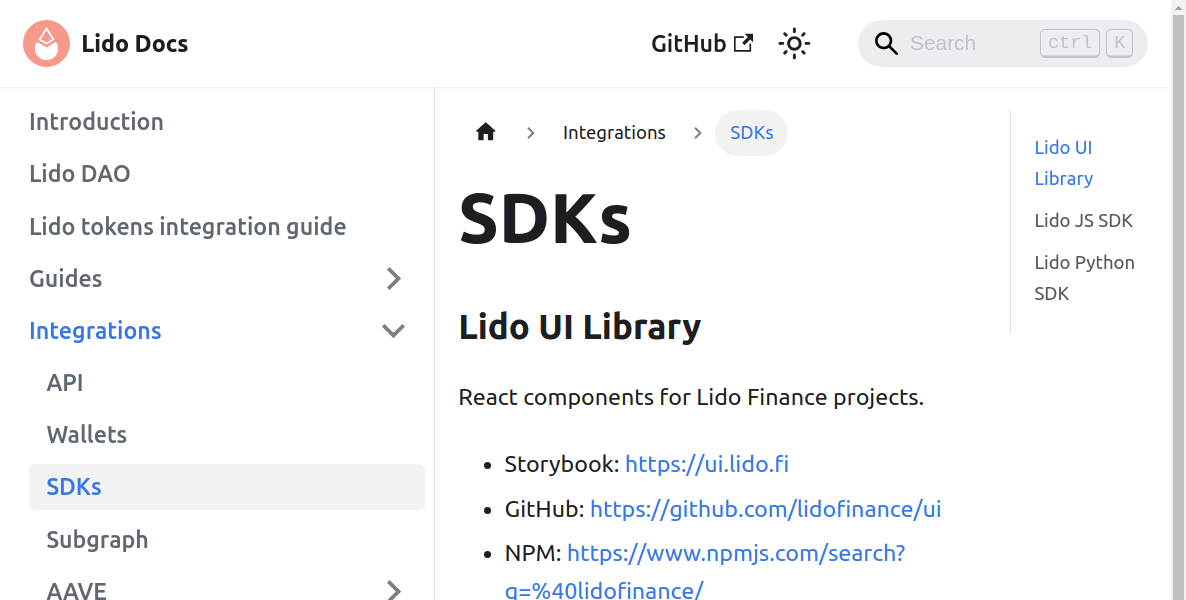 Lido Docs
GitHub
Search
ctrl K
Introduction
Lido DAO
Lido tokens integration guide
Guides
Integrations
API
Wallets
SDKs
Subgraph
AAVE
Integrations
SDKs
SDKs
Lido UI Library
React components for Lido Finance projects.
Storybook: https://ui.lido.fi
GitHub: https://github.com/lidofinance/ui
NPM: https://www.npmjs.com/search?
q=%40lidofinance/
Lido UI
Library
Lido JS SDK
Lido Python
SDK